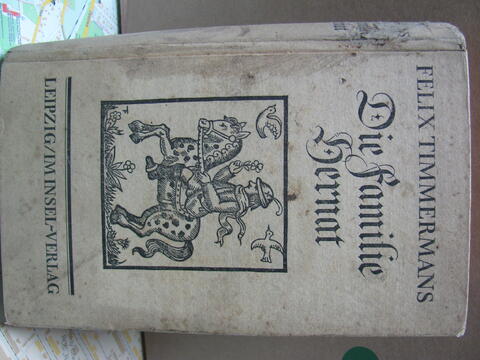 FELIX TIMMERMANS
Die Familie
Hernat
LEIPZIG/IM INSEL-VERLAG